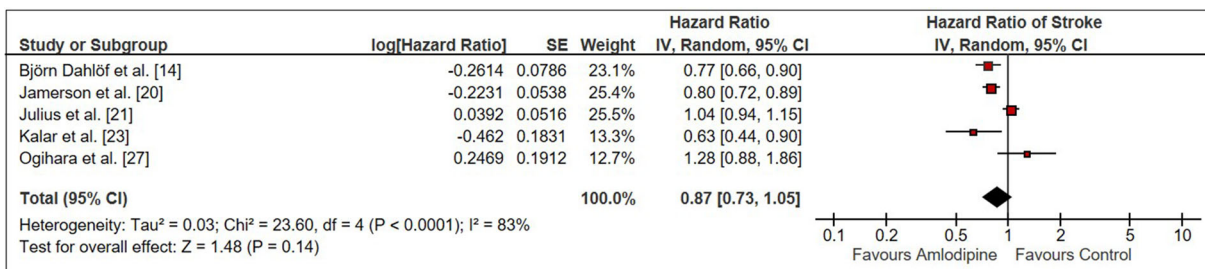 Hazard Ratio Hazard Ratio of Stroke
Study or Subgroup log[Hazard Ratio] SE Weight IV, Random, 95% CI IV, Random, 95% CI
Björn Dahlöf et al. [14] -0.2614 0.0786 23.1% 0.77 [0.66, 0.90]
Jamerson et al. [20] -0.2231 0.0538 25.4% 0.80 [0.72, 0.89]
Julius et al. [21] 0.0392 0.0516 25.5% 1.04 [0.94, 1.15]
Kalar et al. [23] -0.462 0.1831 13.3% 0.63 [0.44, 0.90]
Ogihara et al. [27] 0.2469 0.1912 12.7% 1.28 [0.88, 1.86]
Total (95% CI) 100.0% 0.87 [0.73, 1.05]
Heterogeneity: Tau² = 0.03; Chi² = 23.60, df = 4 (P < 0.0001); I² = 83%
Test for overall effect: Z = 1.48 (P = 0.14)
0.1 0.2 0.5 1 2 5 10
Favours Amlodipine Favours Control